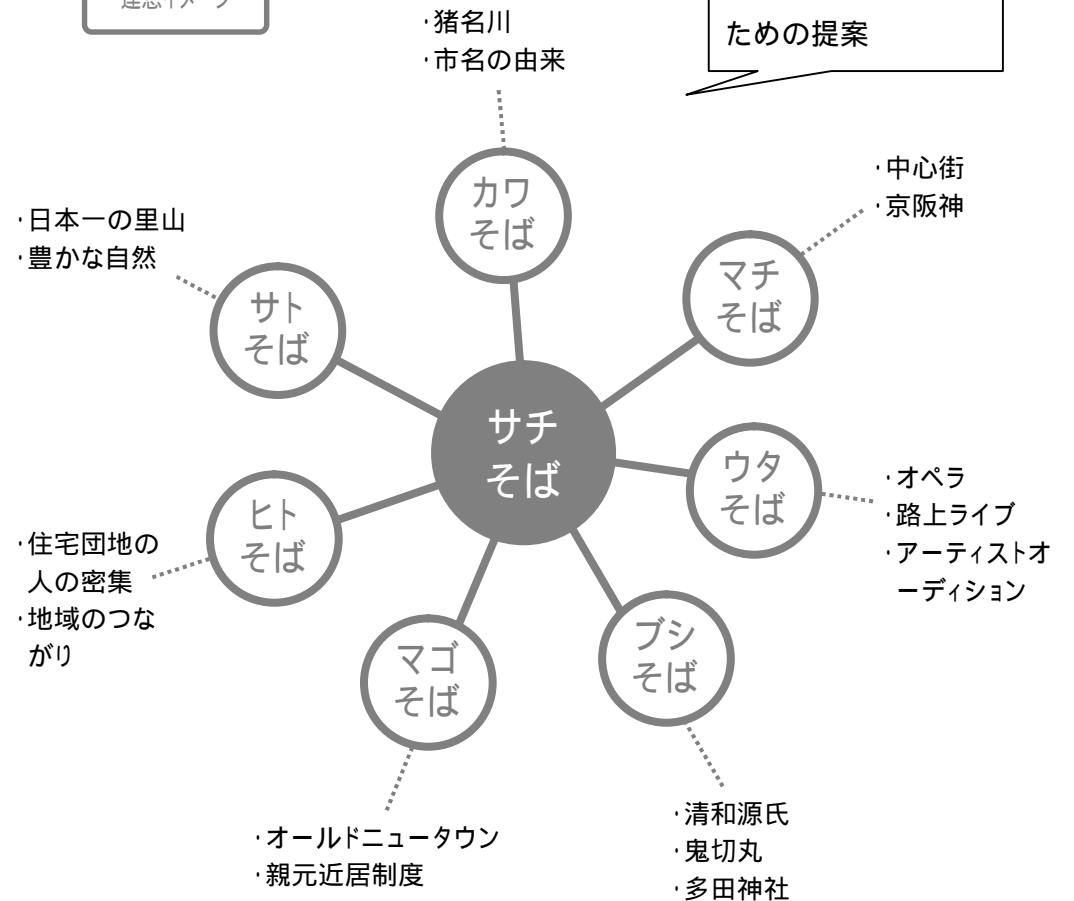 ・猪名川
・市名の由来
ための提案
カワ
そば
・中心街
・京阪神
マチ
そば
・日本一の里山
・豊かな自然
サト
そば
サチ
そば
ウタ
そば
・オペラ
・路上ライブ
・アーティストオ
ーディション
ヒト
そば
・住宅団地の
人の密集
・地域のつな
がり
マゴ
そば
ブシ
そば
・オールドニュータウン
・親元近居制度
・清和源氏
・鬼切丸
・多田神社